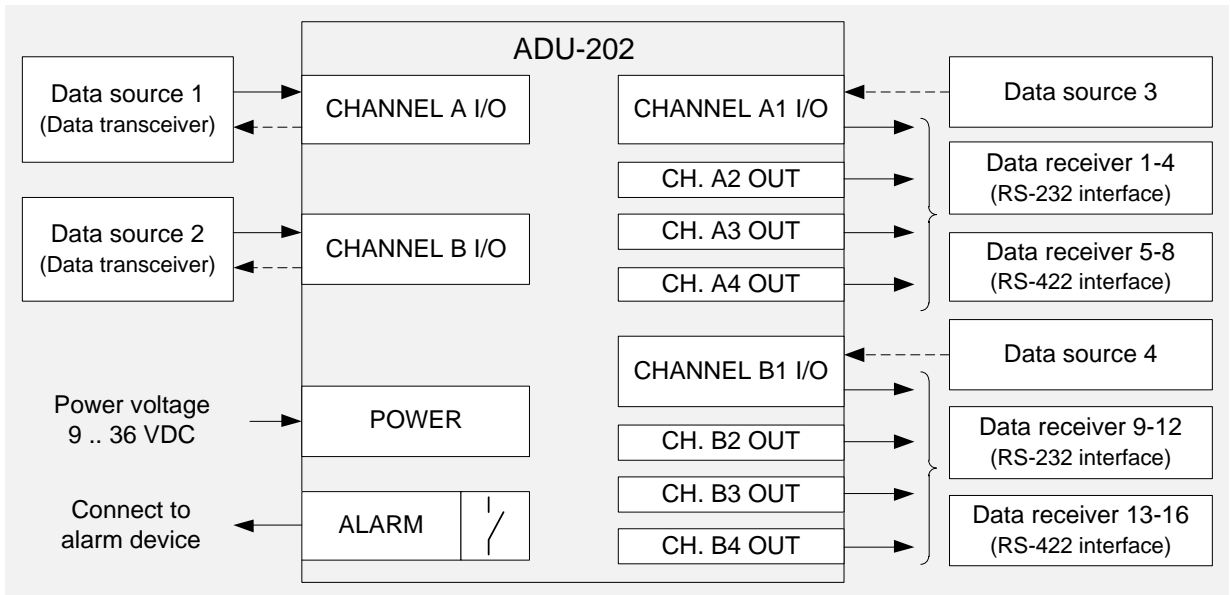 ADU-202
Data source 1
(Data transceiver)
CHANNEL A I/O
Data source 2
(Data transceiver)
CHANNEL B I/O
Power voltage
9 .. 36 VDC
POWER
Connect to
alarm device
ALARM
CHANNEL A1 I/O
CH. A2 OUT
CH. A3 OUT
CH. A4 OUT
CHANNEL B1 I/O
CH. B2 OUT
CH. B3 OUT
CH. B4 OUT
Data source 3
Data receiver 1-4
(RS-232 interface)
Data receiver 5-8
(RS-422 interface)
Data source 4
Data receiver 9-12
(RS-232 interface)
Data receiver 13-16
(RS-422 interface)